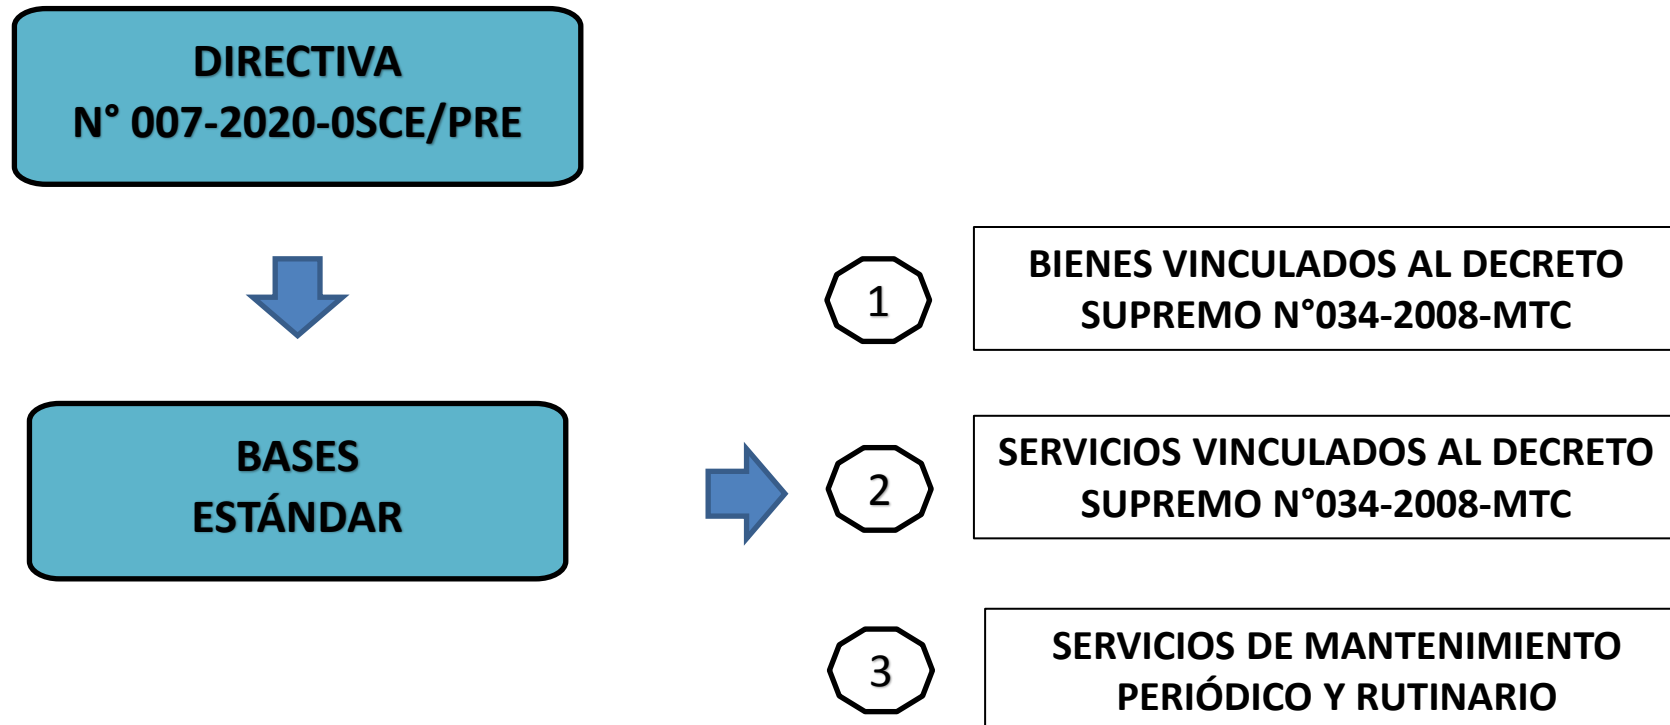 DIRECTIVA
N° 007-2020-0SCE/PRE
BASES
ESTÁNDAR
1
BIENES VINCULADOS AL DECRETO
SUPREMO N°034-2008-MTC
2
SERVICIOS VINCULADOS AL DECRETO
SUPREMO N°034-2008-MTC
3
SERVICIOS DE MANTENIMIENTO
PERIÓDICO Y RUTINARIO